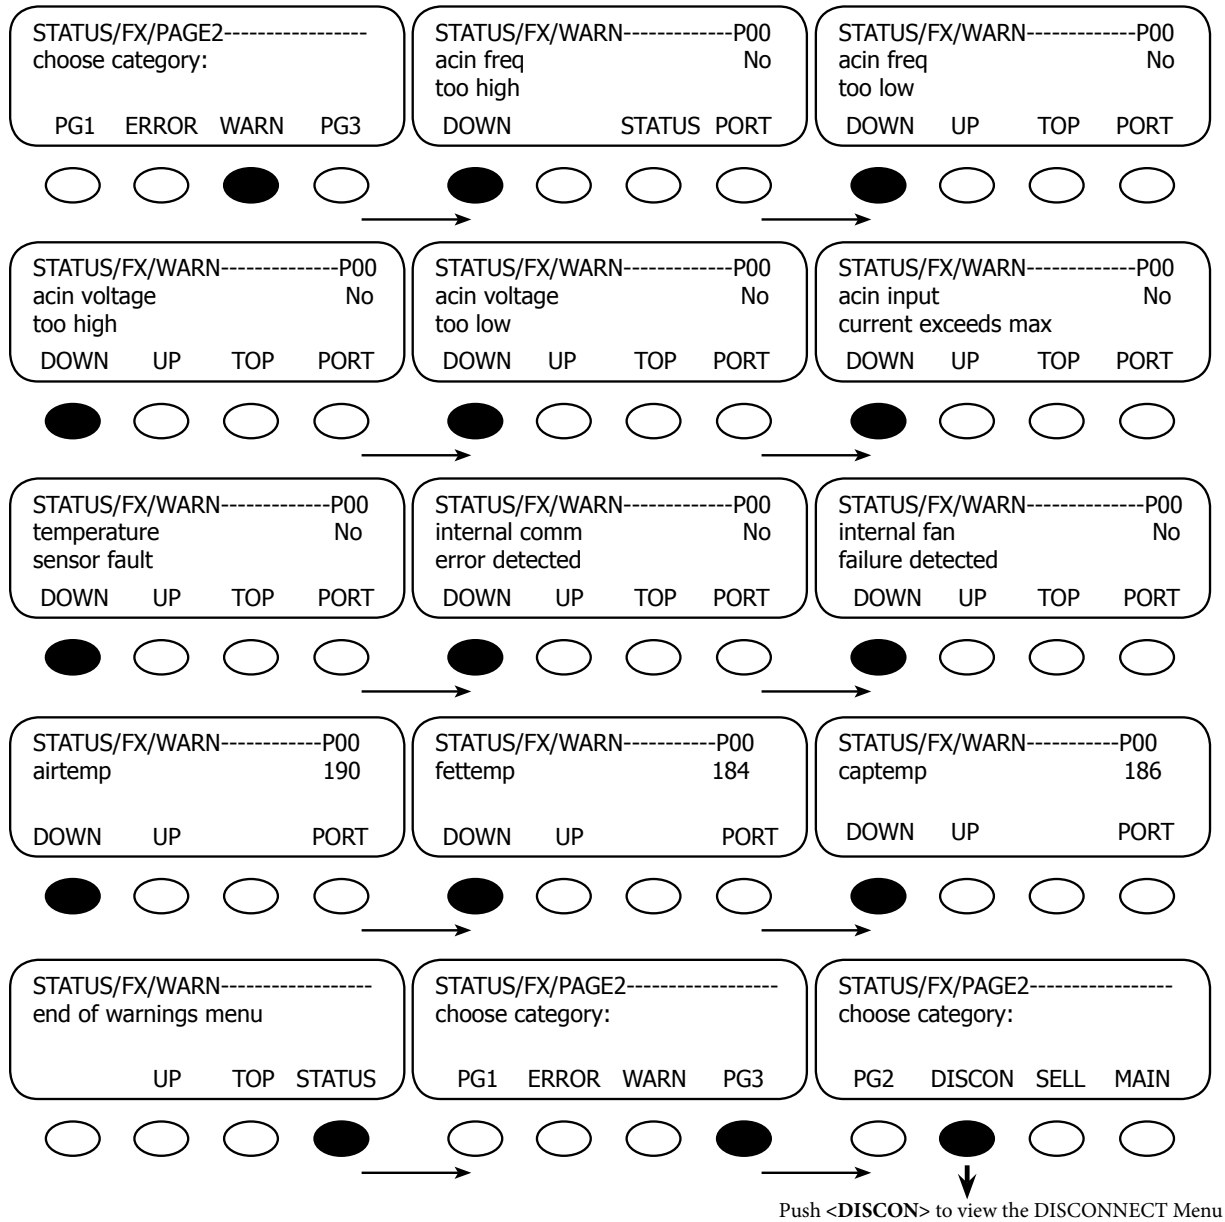 STATUS/FX/PAGE2-----------------
choose category:
PG1 ERROR WARN PG3
STATUS/FX/WARN-------------P00
acin freq No
too high
DOWN STATUS PORT
STATUS/FX/WARN-------------P00
acin freq No
too low
DOWN UP TOP PORT
STATUS/FX/WARN--------------P00
acin voltage No
too high
DOWN UP TOP PORT
STATUS/FX/WARN-------------P00
acin voltage No
too low
DOWN UP TOP PORT
STATUS/FX/WARN-------------P00
acin input No
current exceeds max
DOWN UP TOP PORT
STATUS/FX/WARN-------------P00
temperature No
sensor fault
DOWN UP TOP PORT
STATUS/FX/WARN-------------P00
internal comm No
error detected
DOWN UP TOP PORT
STATUS/FX/WARN--------------P00
internal fan No
failure detected
DOWN UP TOP PORT
STATUS/FX/WARN------------P00
airtemp 190
DOWN UP PORT
STATUS/FX/WARN-----------P00
fettemp 184
DOWN UP PORT
STATUS/FX/WARN-----------P00
captemp 186
DOWN UP PORT
STATUS/FX/WARN------------------
end of warnings menu
UP TOP STATUS
STATUS/FX/PAGE2------------------
choose category:
PG1 ERROR WARN PG3
STATUS/FX/PAGE2-----------------
choose category:
PG2 DISCON SELL MAIN
Push <DISCON> to view the DISCONNECT Menu